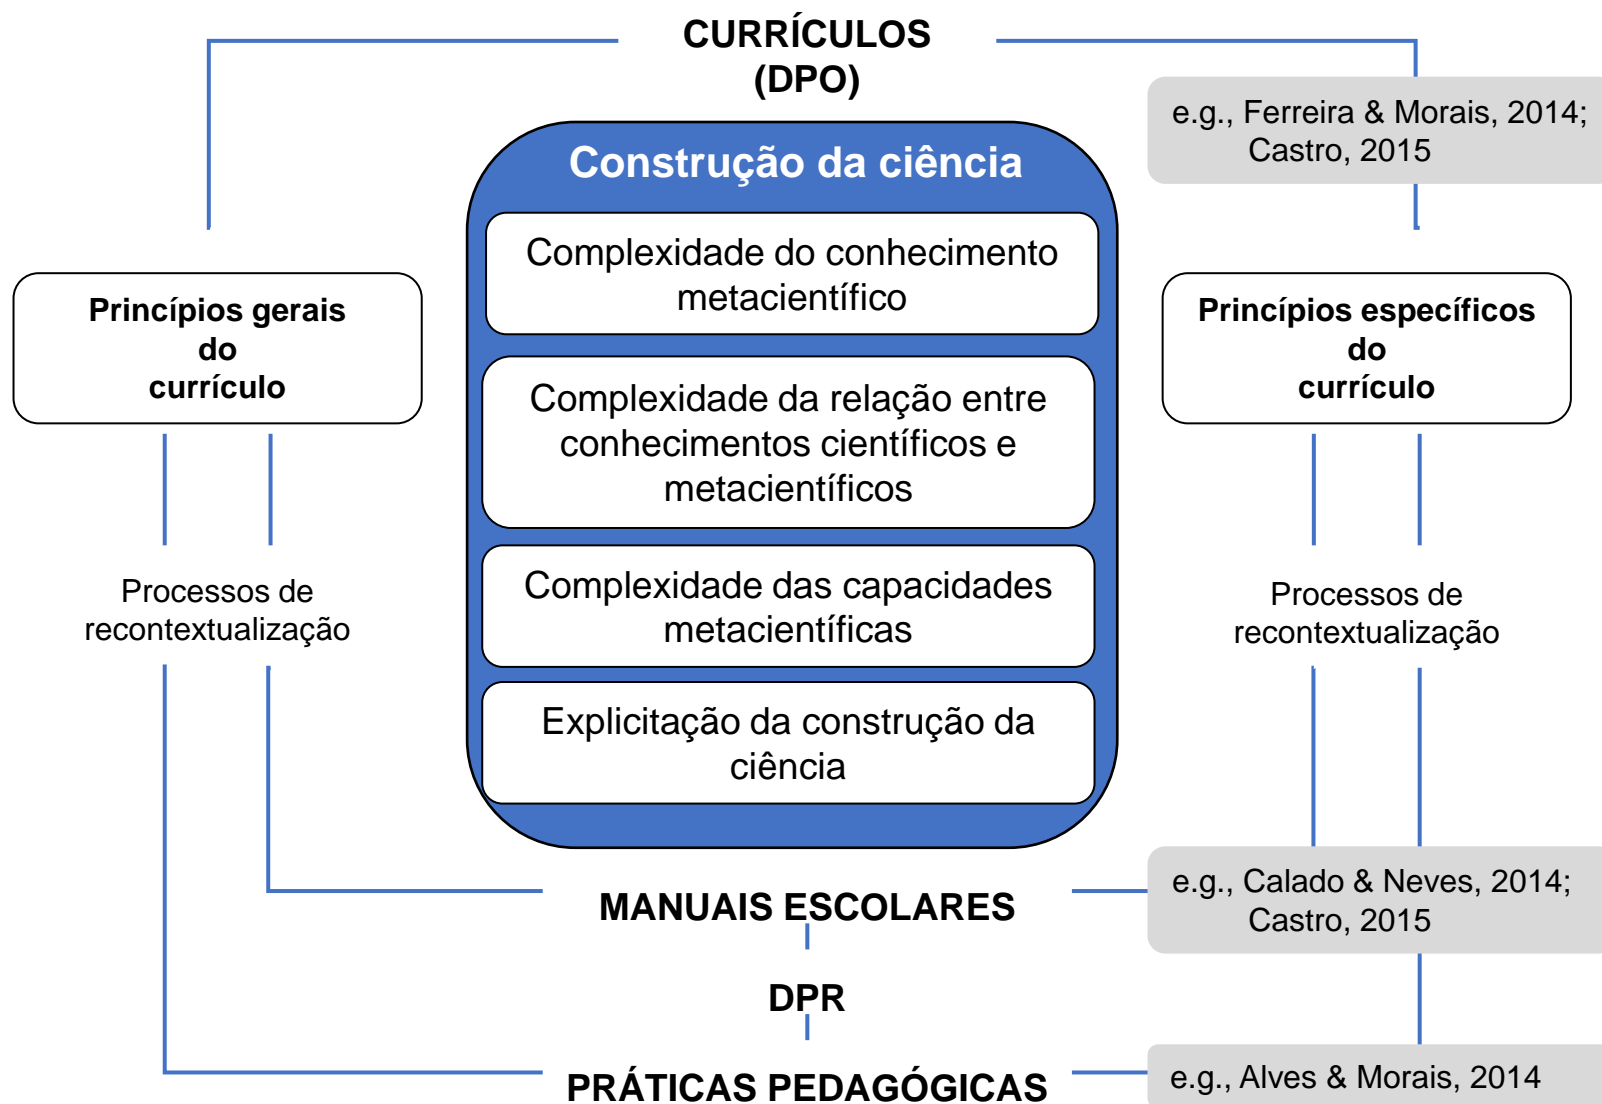 CURRÍCULOS
(DPO)
e.g., Ferreira & Morais, 2014;
Castro, 2015
Construção da ciência
Complexidade do conhecimento
metacientífico
Princípios gerais
do
currículo
Princípios específicos
do
currículo
Complexidade da relação entre
conhecimentos científicos e
metacientíficos
Complexidade das capacidades
metacientíficas
Processos de
recontextualização
Processos de
recontextualização
Explicitação da construção da
ciência
MANUAIS ESCOLARES
e.g., Calado & Neves, 2014;
Castro, 2015
DPR
PRÁTICAS PEDAGÓGICAS
e.g., Alves & Morais, 2014